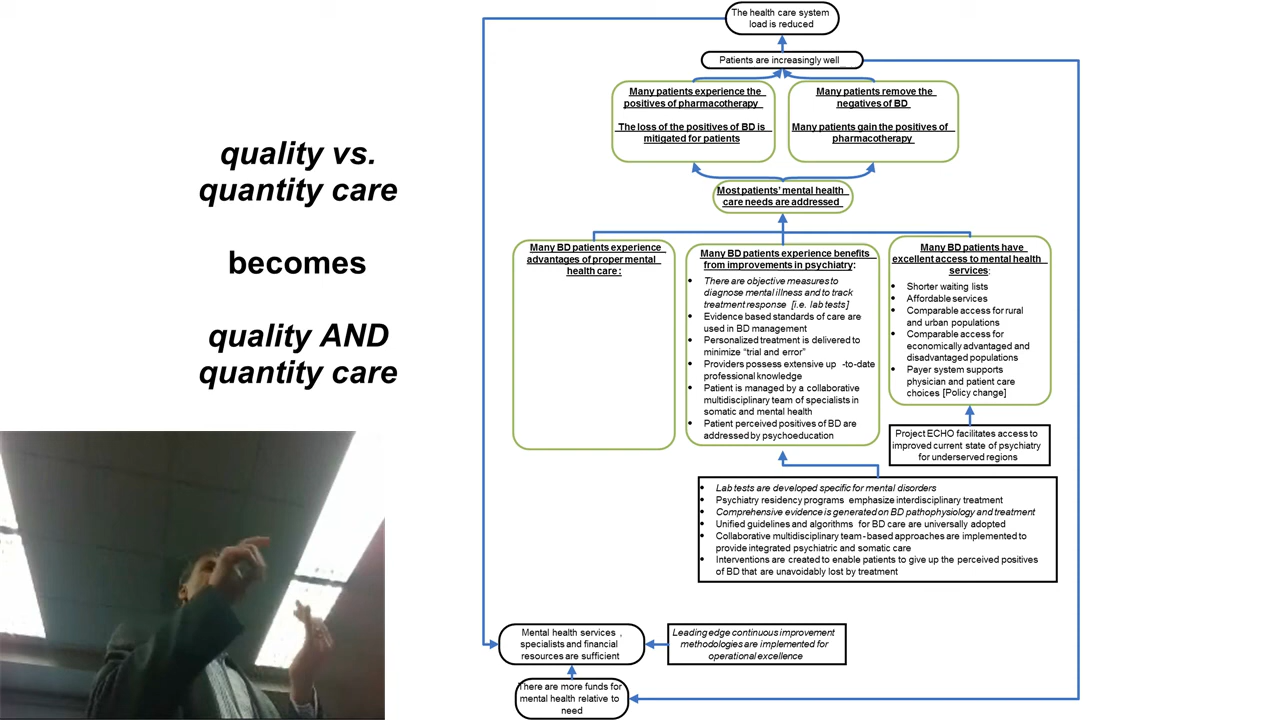 quality vs.
quantity care
becomes
quality AND
quantity care
The health care system
load is reduced
Patients are increasingly well
Many patients experience the
positives of pharmacotherapy
The loss of the positives of BD is
mitigated for patients
Many patients remove the
negatives of BD
Many patients gain the positives of
pharmacotherapy
Most patients' mental health
care needs are addressed
Many BD patients experience
advantages of proper mental
health care :
Many BD patients experience benefits
from improvements in psychiatry:
• There are objective measures to
diagnose mental illness and to track
treatment response [i.e. lab tests]
• Evidence based standards of care are
used in BD management
• Personalized treatment is delivered to
minimize "trial and error"
• Providers possess extensive up -to-date
professional knowledge
• Patient is managed by a collaborative
multidisciplinary team of specialists in
somatic and mental health
• Patient perceived positives of BD are
addressed by psychoeducation
Many BD patients have
excellent access to mental health
services:
• Shorter waiting lists
• Affordable services
• Comparable access for rural
and urban populations
• Comparable access for
economically advantaged and
disadvantaged populations
• Payer system supports
physician and patient care
choices [Policy change]
Project ECHO facilitates access to
improved current state of psychiatry
for underserved regions
• Lab tests are developed specific for mental disorders
• Psychiatry residency programs emphasize interdisciplinary treatment
• Comprehensive evidence is generated on BD pathophysiology and treatment
• Unified guidelines and algorithms for BD care are universally adopted
• Collaborative multidisciplinary team-based approaches are implemented to
provide integrated psychiatric and somatic care
• Interventions are created to enable patients to give up the perceived positives
of BD that are unavoidably lost by treatment
Mental health services ,
specialists and financial
resources are sufficient
Leading edge continuous improvement
methodologies are implemented for
operational excellence
There are more funds for
mental health relative to
need